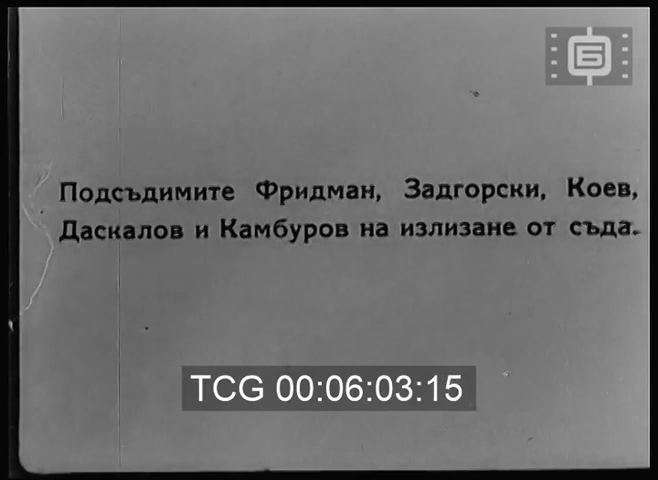 Б
Подсъдимите Фридман, Задгорски, Коев,
Даскалов и Камбуров на излизане от съда.
TCG 00:06:03:15